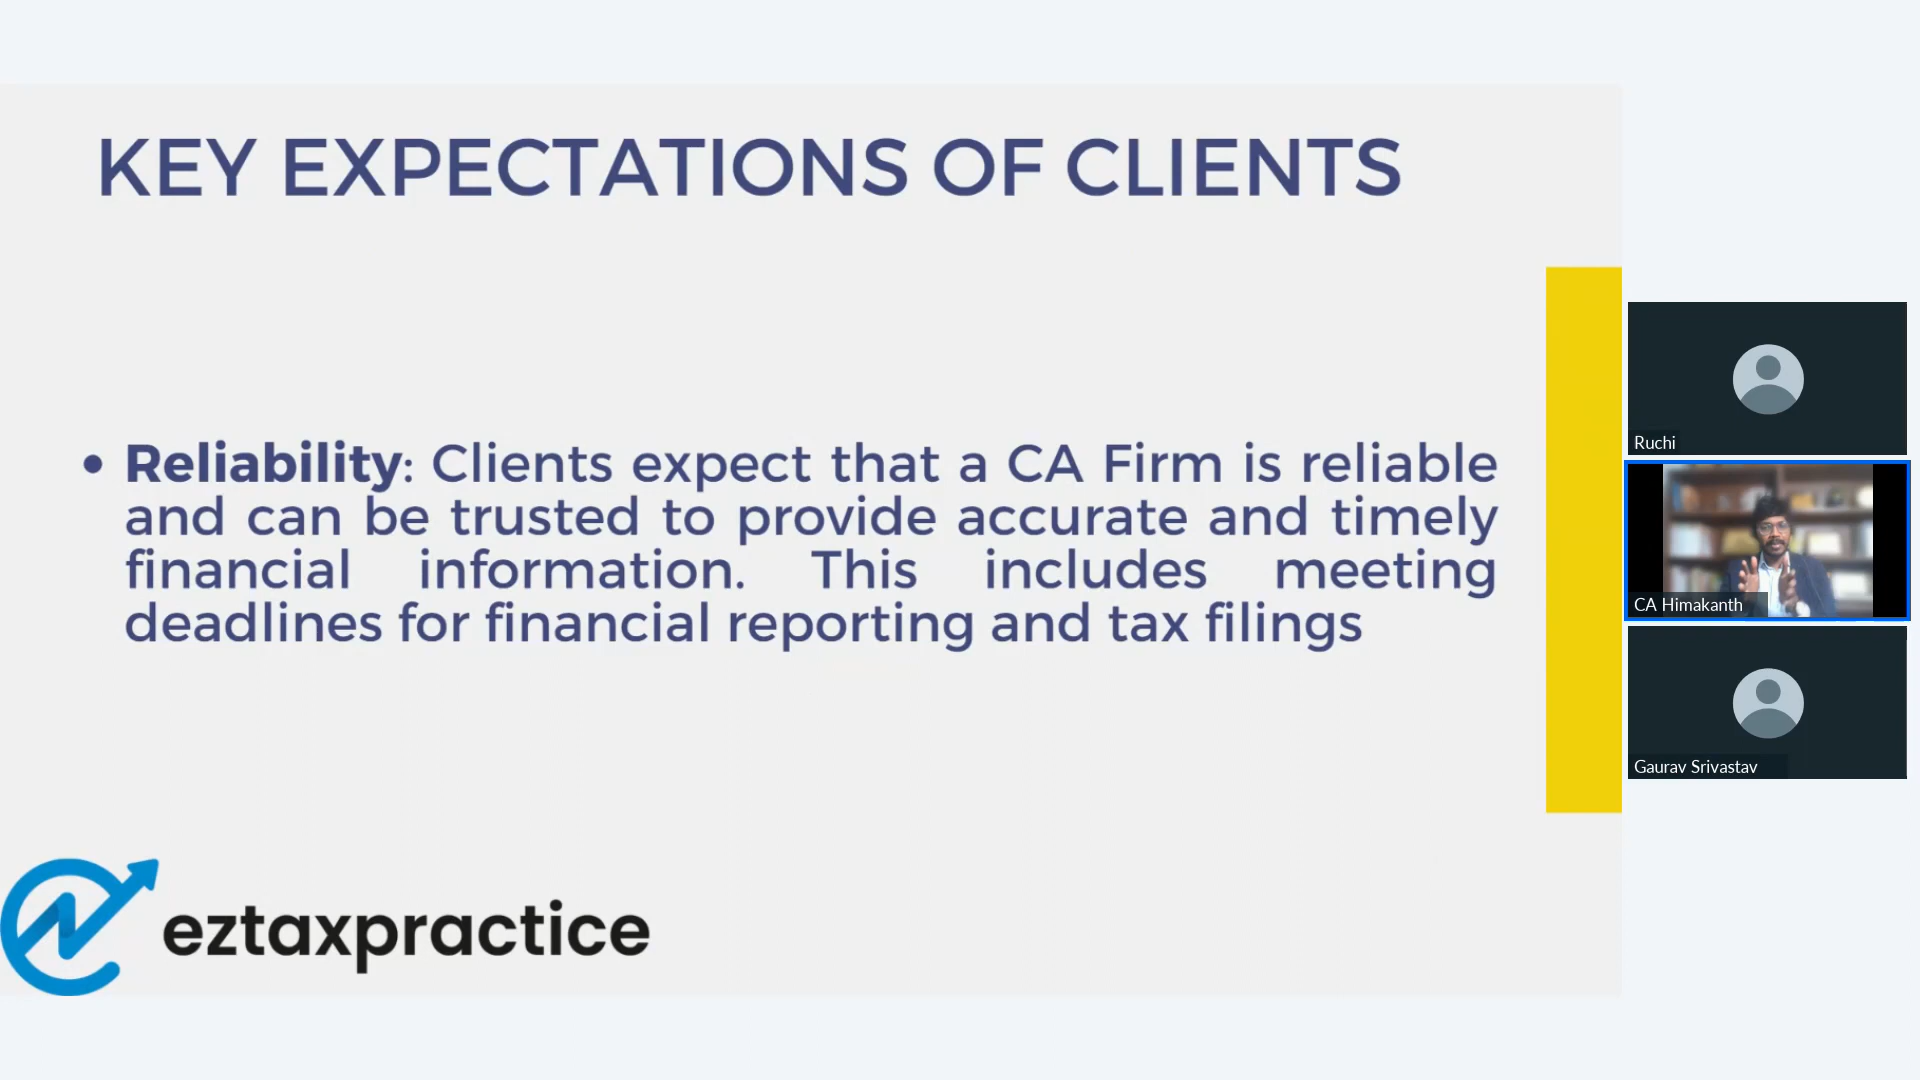 KEY EXPECTATIONS OF CLIENTS
• Reliability: Clients expect that a CA Firm is reliable
and can be trusted to provide accurate and timely
financial information. This includes meeting
deadlines for financial reporting and tax filings
eztaxpractice
Ruchi
CA Himakanth
Gaurav Srivastav